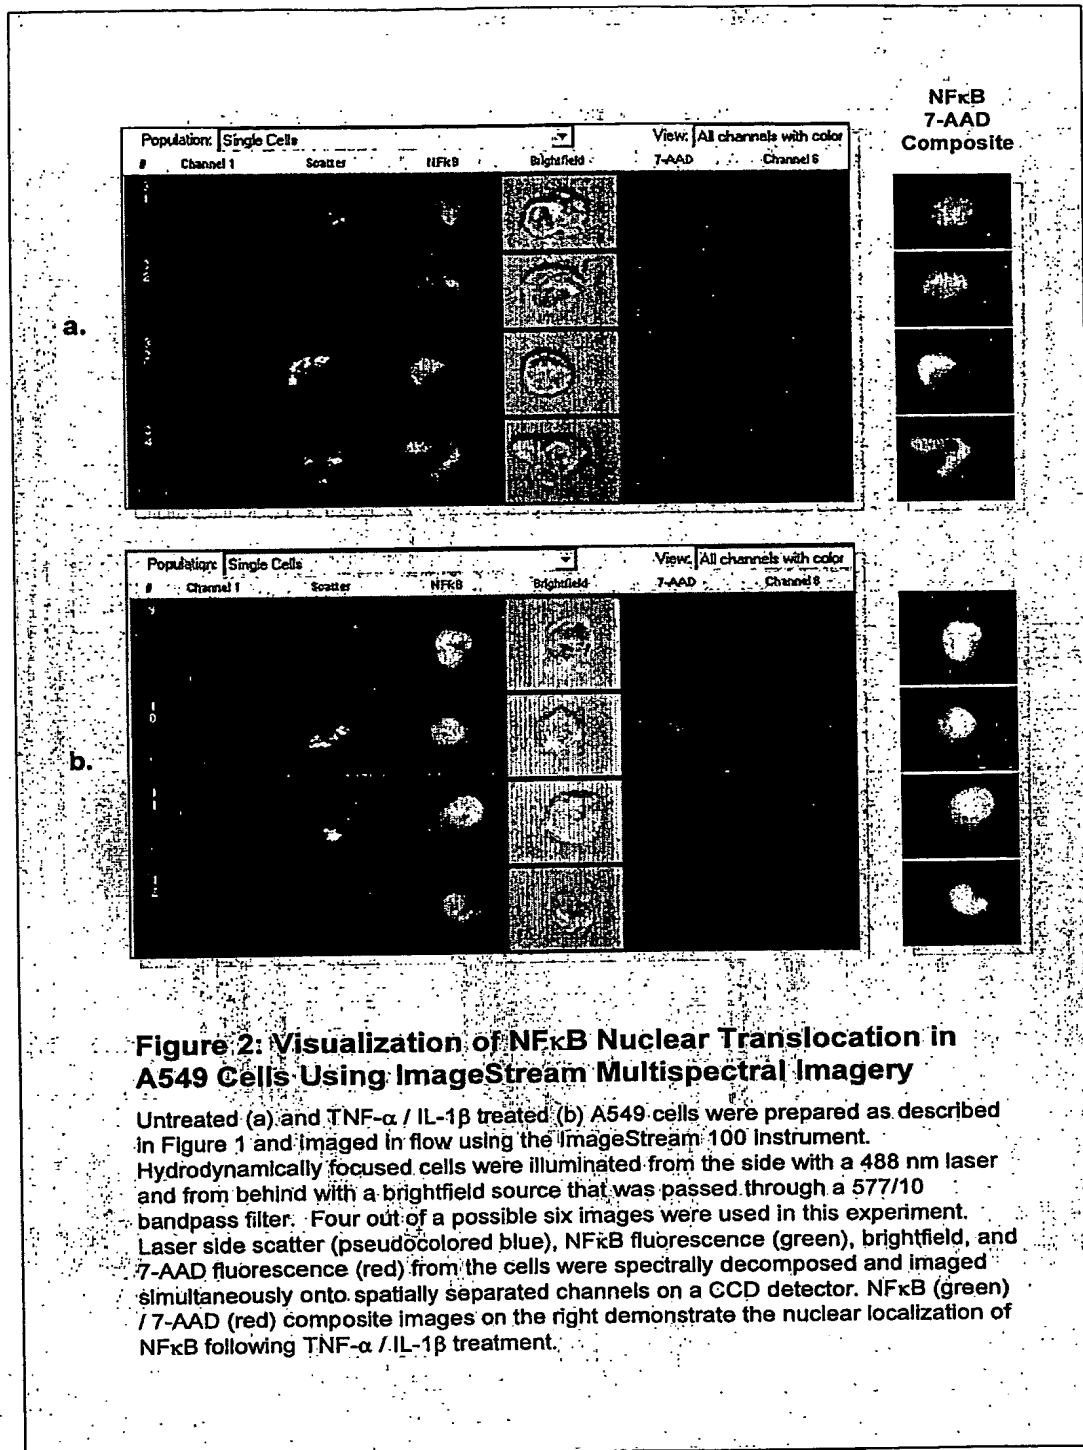 NFκB
7-AAD
Composite
Population: Single Cells View: All channels with color
# Channel 1 Scatter NFkB Brightfield 7-AAD Channel 6
a.
Population: Single Cells View: All channels with color
# Channel 1 Scatter NFkB Brightfield 7-AAD Channel 6
9
10
11
12
b.
Figure 2: Visualization of NFκB Nuclear Translocation in
A549 Cells Using ImageStream Multispectral Imagery
Untreated (a) and TNF-α / IL-1β treated (b) A549 cells were prepared as described
in Figure 1 and imaged in flow using the ImageStream 100 instrument.
Hydrodynamically focused cells were illuminated from the side with a 488 nm laser
and from behind with a brightfield source that was passed through a 577/10
bandpass filter. Four out of a possible six images were used in this experiment.
Laser side scatter (pseudocolored blue), NFκB fluorescence (green), brightfield, and
7-AAD fluorescence (red) from the cells were spectrally decomposed and imaged
simultaneously onto spatially separated channels on a CCD detector. NFκB (green)
/ 7-AAD (red) composite images on the right demonstrate the nuclear localization of
NFκB following TNF-α / IL-1β treatment.